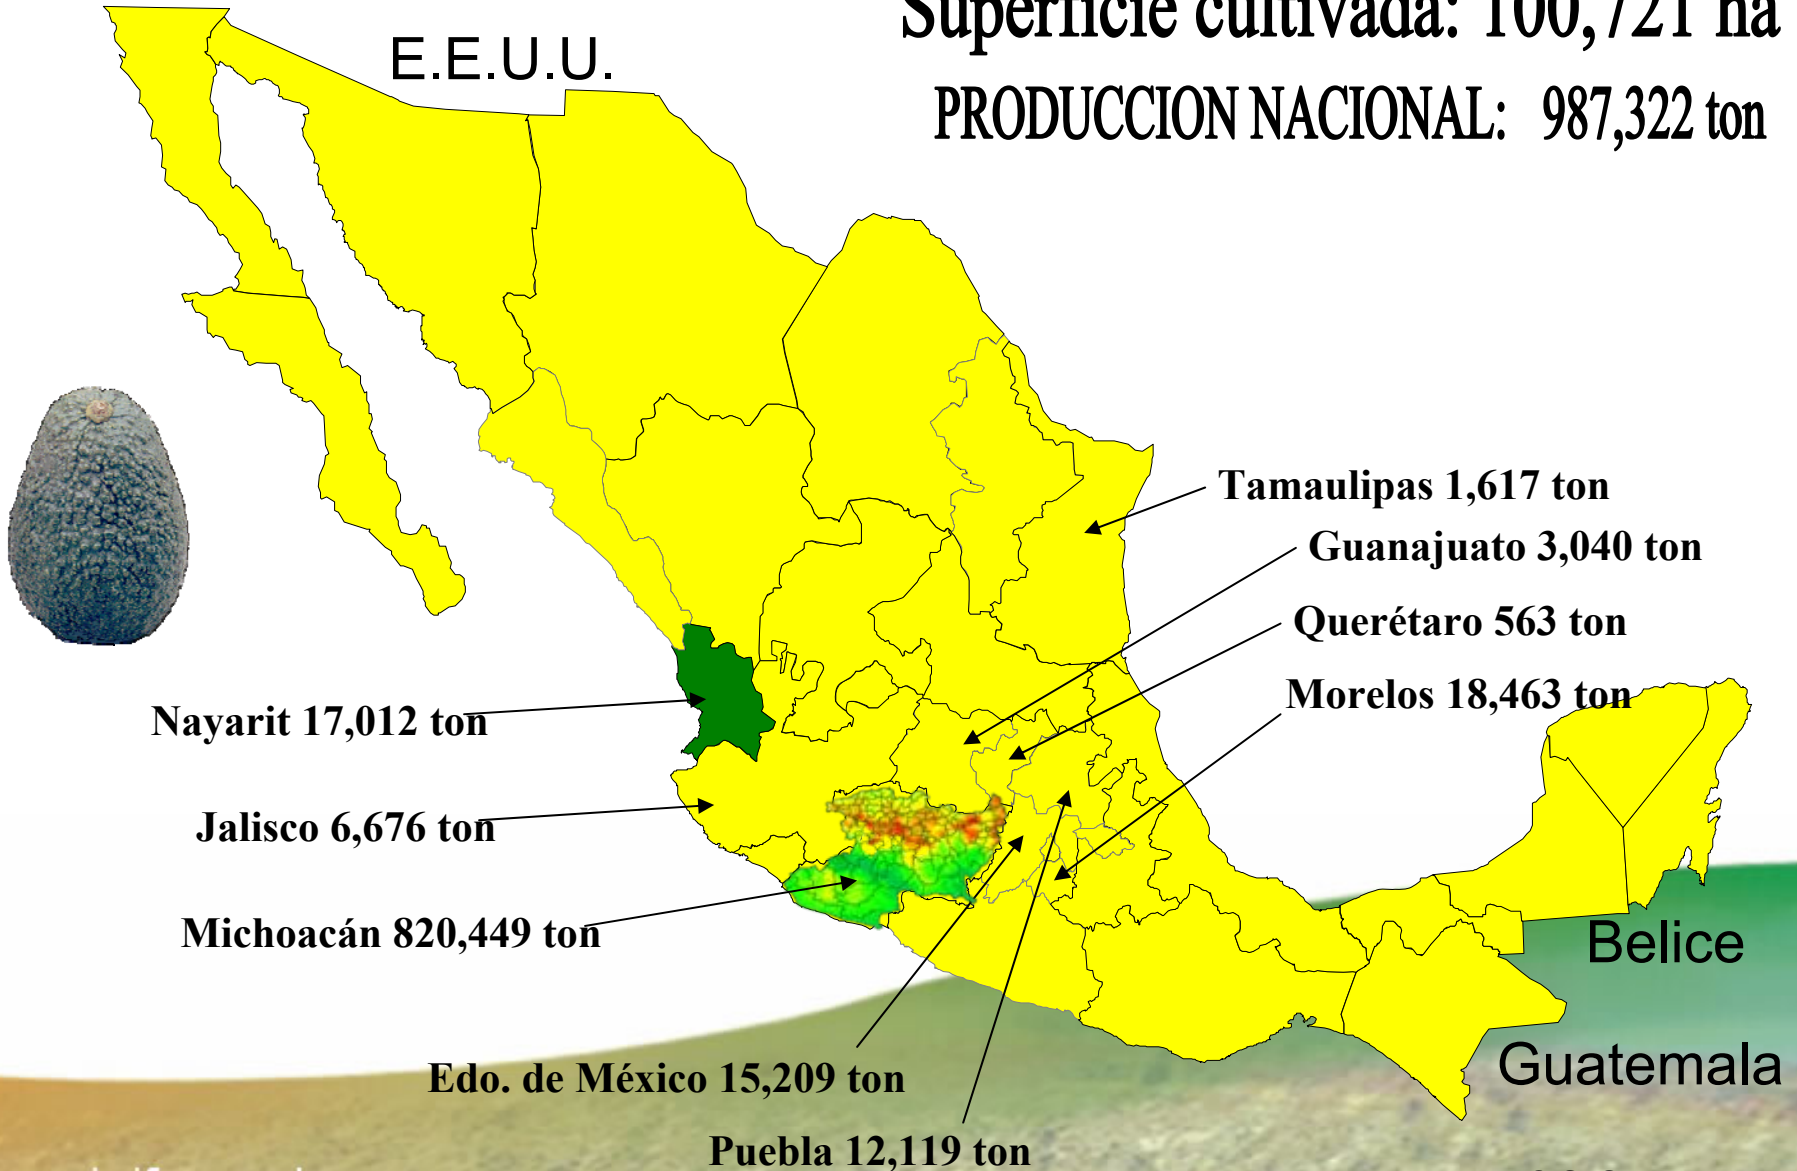 Superficie cultivada: 100,721 ha
E.E.U.U.
PRODUCCION NACIONAL: 987,322 ton
Tamaulipas 1,617 ton
Guanajuato 3,040 ton
Querétaro 563 ton
Morelos 18,463 ton
Nayarit 17,012 ton
Jalisco 6,676 ton
Michoacán 820,449 ton
Belice
Guatemala
Edo. de México 15,209 ton
Puebla 12,119 ton